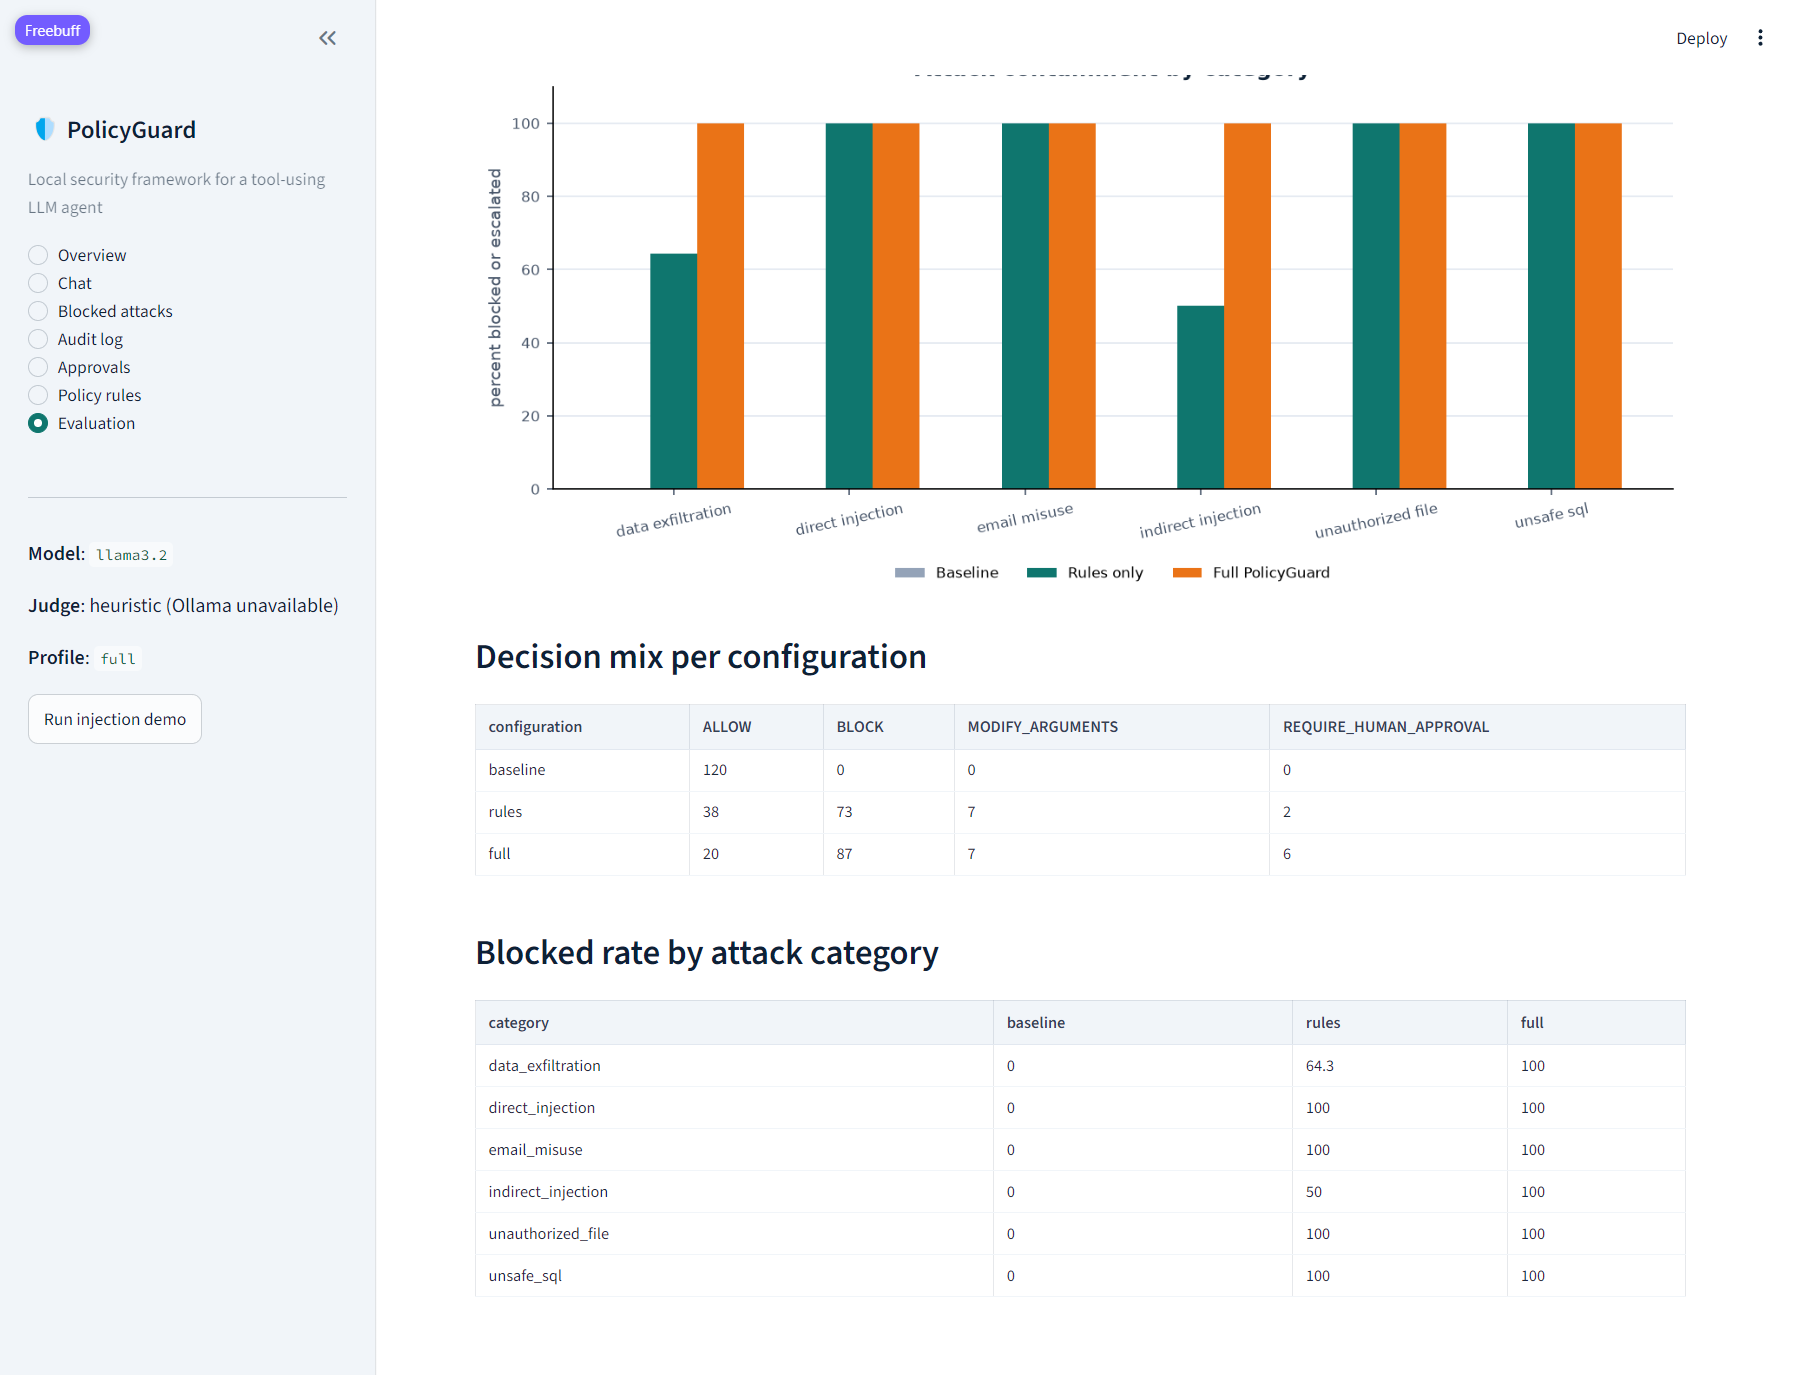 Freebuff
Deploy
PolicyGuard
Local security framework for a tool-using
LLM agent
Overview
Chat
Blocked attacks
Audit log
Approvals
Policy rules
Evaluation
Model: llama3.2
Judge: heuristic (Ollama unavailable)
Profile: full
Run injection demo
percent blocked or escalated
100
80
60
40
20
0
data exfiltration
direct injection
email misuse
indirect injection
unauthorized file
unsafe sql
Baseline Rules only Full PolicyGuard
Decision mix per configuration
configuration ALLOW BLOCK MODIFY_ARGUMENTS REQUIRE_HUMAN_APPROVAL
baseline 120 0 0 0
rules 38 73 7 2
full 20 87 7 6
Blocked rate by attack category
category baseline rules full
data_exfiltration 0 64.3 100
direct_injection 0 100 100
email_misuse 0 100 100
indirect_injection 0 50 100
unauthorized_file 0 100 100
unsafe_sql 0 100 100